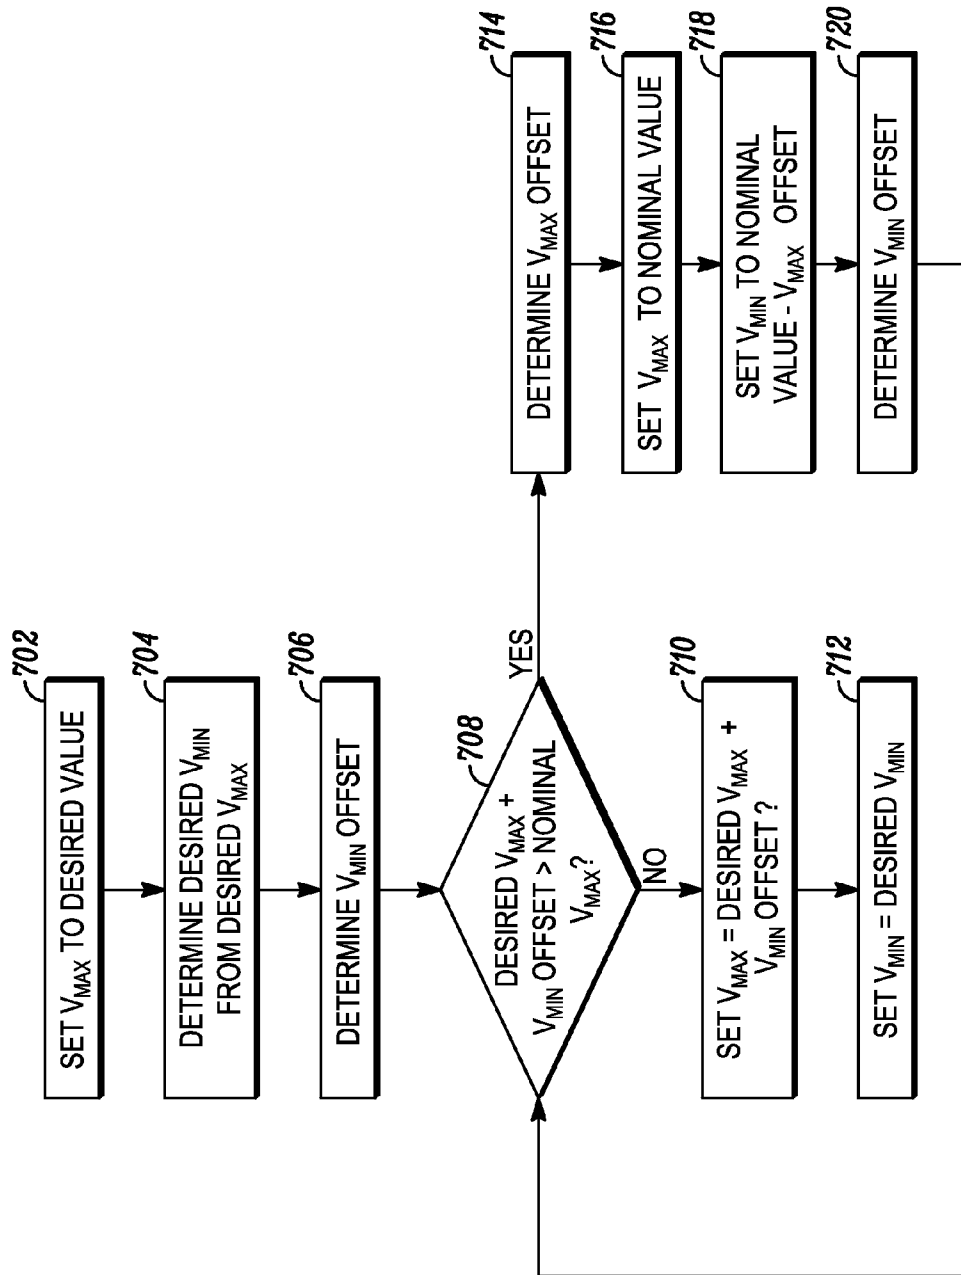 702
SET VMAX TO DESIRED VALUE
704
DETERMINE DESIRED VMIN
FROM DESIRED VMAX
706
DETERMINE VMIN OFFSET
708
DESIRED VMAX +
VMIN OFFSET > NOMINAL
VMAX?
YES
NO
710
SET VMAX = DESIRED VMAX +
VMIN OFFSET ?
712
SET VMIN = DESIRED VMIN
714
DETERMINE VMAX OFFSET
716
SET VMAX TO NOMINAL VALUE
718
SET VMIN TO NOMINAL
VALUE - VMAX OFFSET
720
DETERMINE VMIN OFFSET